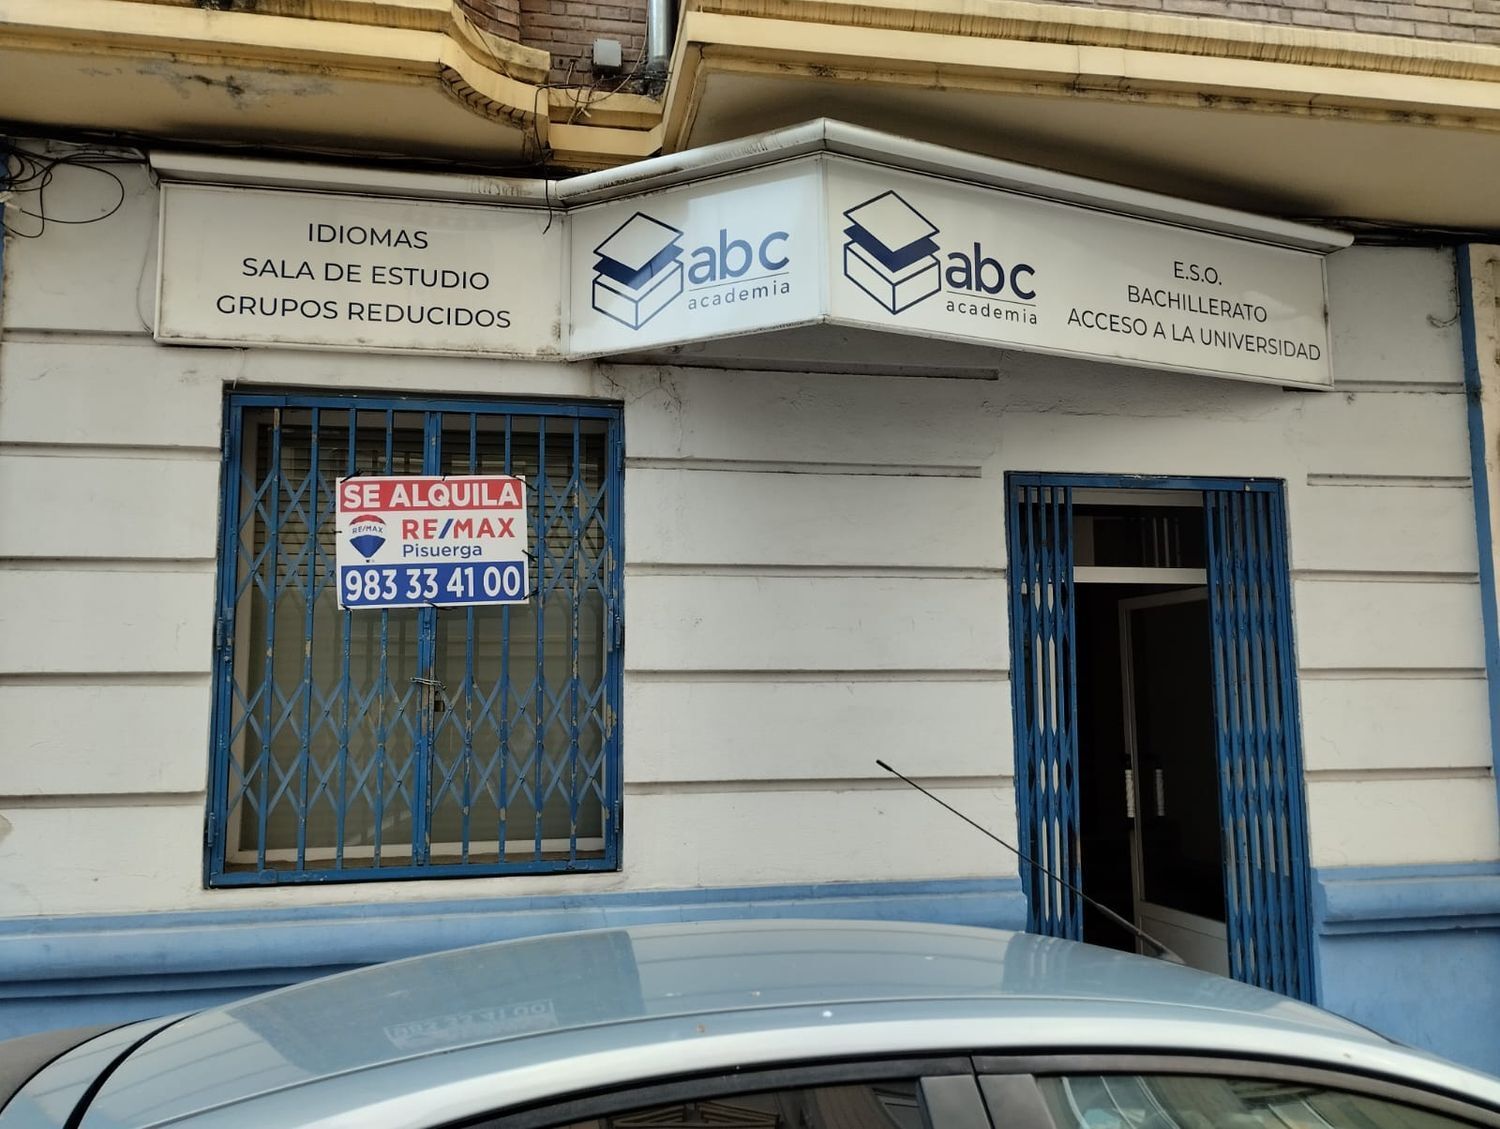 IDIOMAS
SALA DE ESTUDIO
GRUPOS REDUCIDOS
abc
academia
abc
academia
E.S.O.
BACHILLERATO
ACCESO A LA UNIVERSIDAD
SE ALQUILA
RE/MAX
RE/MAX
Pisuerga
983 33 41 00